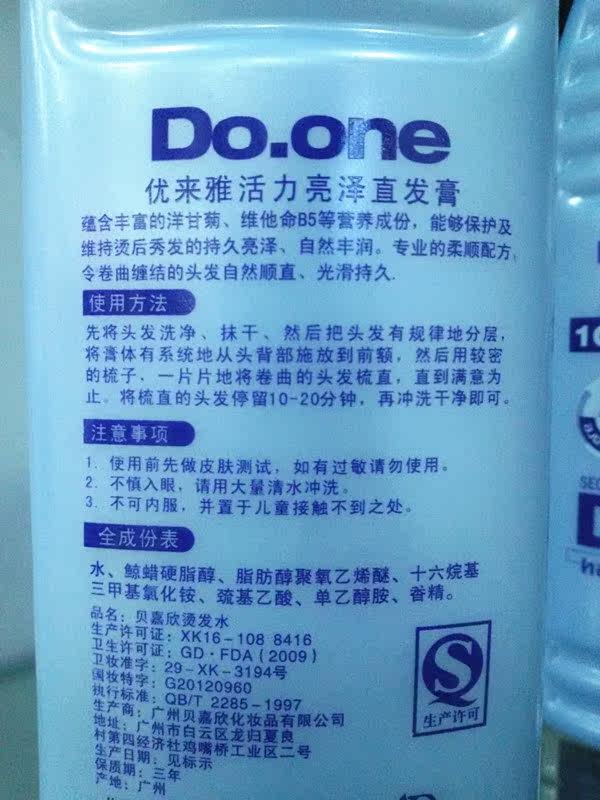 Do.one
优来雅活力亮泽直发膏
蕴含丰富的洋甘菊、维他命B5等营养成份，能够保护及
维持烫后秀发的持久亮泽、自然丰润。专业的柔顺配方，
令卷曲缠结的头发自然顺直、光滑持久.
使用方法
先将头发洗净、抹干、然后把头发有规律地分层，
将膏体有系统地从头背部施放到前额，然后用较密
的梳子，一片片地将卷曲的头发梳直，直到满意为
止。将梳直的头发停留10-20分钟，再冲洗干净即可。
注意事项
1. 使用前先做皮肤测试，如有过敏请勿使用。
2. 不慎入眼，请用大量清水冲洗。
3. 不可内服，并置于儿童接触不到之处。
全成份表
水、鲸蜡硬脂醇、脂肪醇聚氧乙烯醚、十六烷基
三甲基氯化铵、巯基乙酸、单乙醇胺、香精。
品名：贝嘉欣烫发水
生产许可证：XK16-108 8416
卫生许可证：GD·FDA(2009)
卫妆准字：29-XK-3194号
国妆特字：G20120960
执行标准：QB/T 2285-1997
生产商：广州贝嘉欣化妆品有限公司
地址：广州市白云区龙归夏良
村第四经济社鸡嘴桥工业区二号
生产日期：见标示
保质期：三年
产地：广州
生产许可
10
SEC